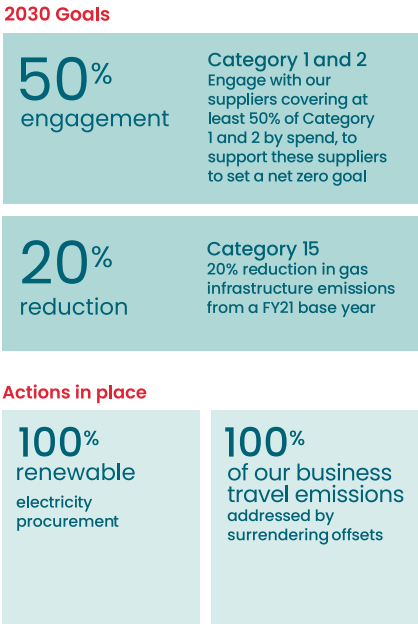 2030 Goals
50%
engagement
Category 1 and 2
Engage with our
suppliers covering at
least 50% of Category
1 and 2 by spend, to
support these suppliers
to set a net zero goal
20%
reduction
Category 15
20% reduction in gas
infrastructure emissions
from a FY21 base year
Actions in place
100%
renewable
electricity
procurement
100%
of our business
travel emissions
addressed by
surrendering offsets